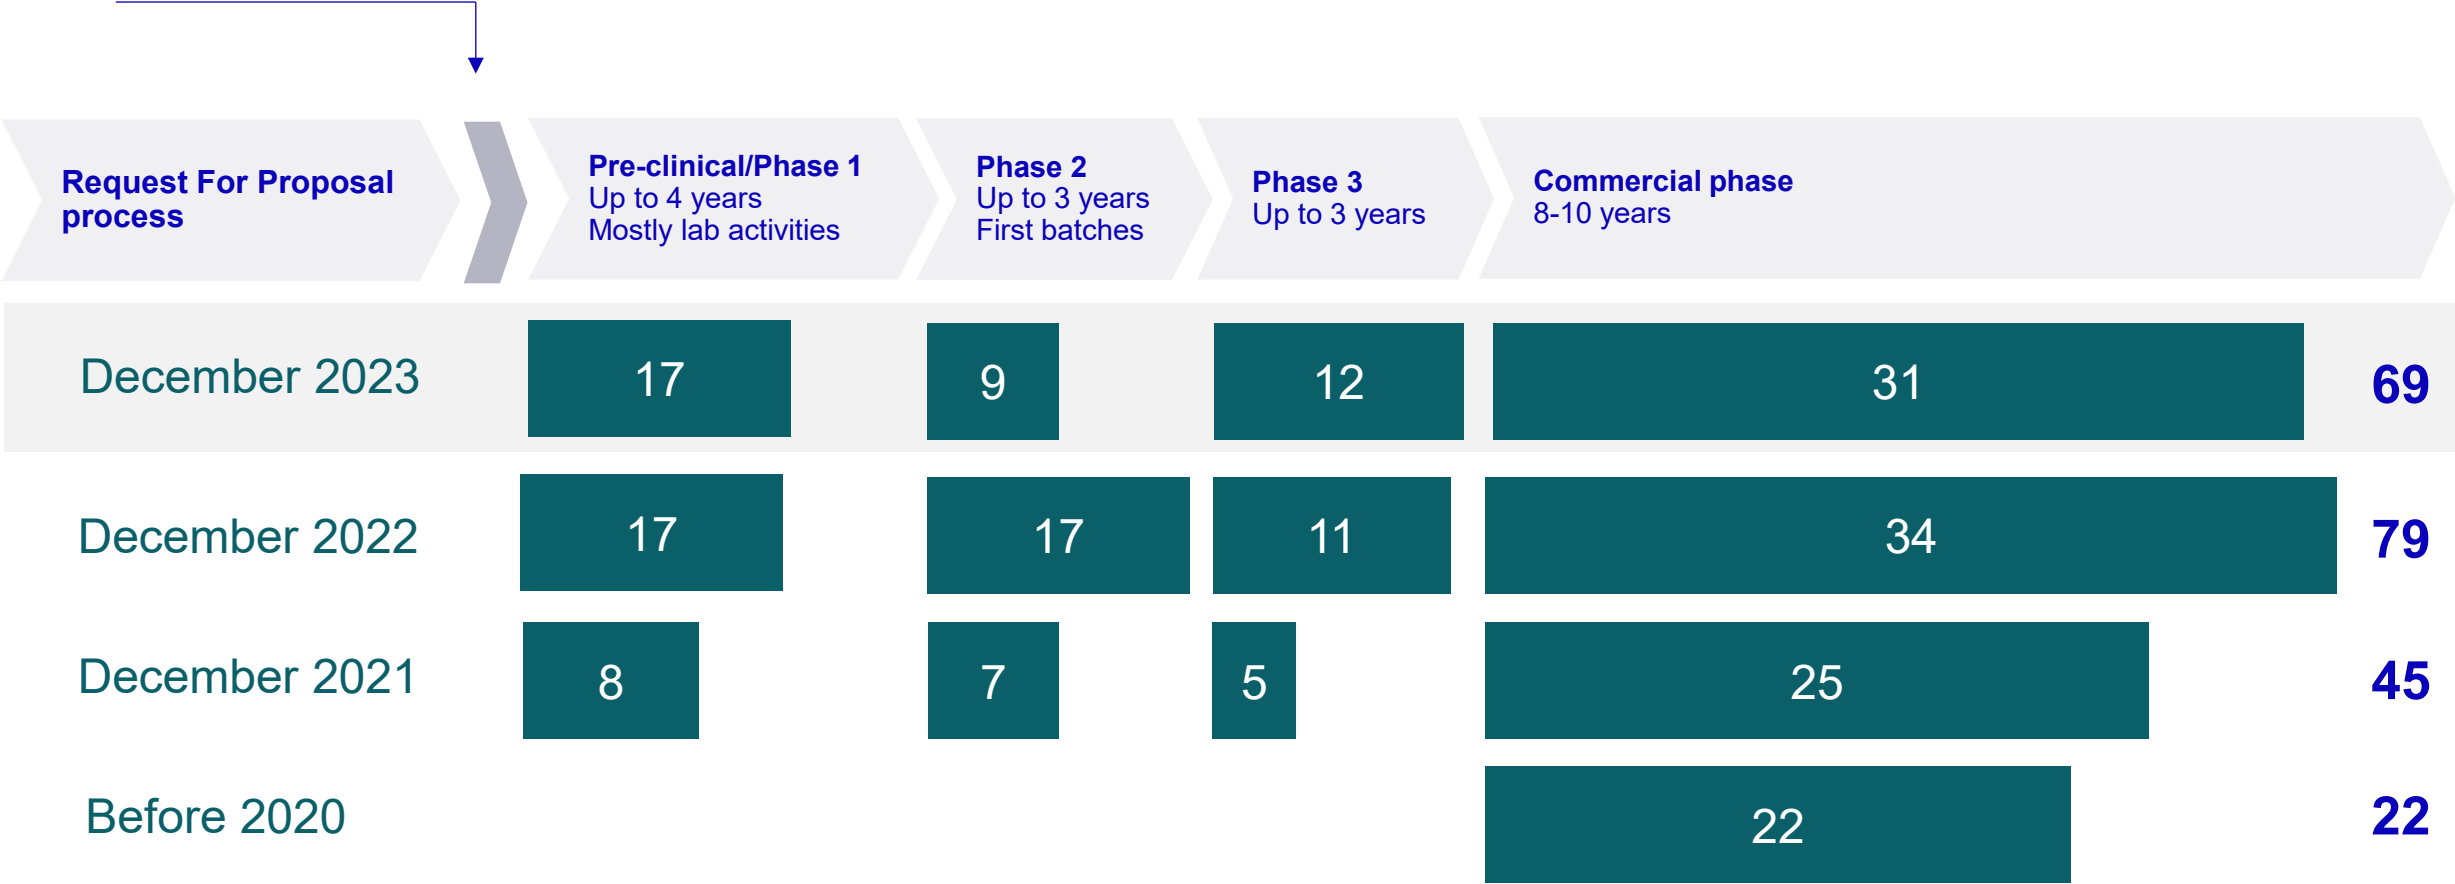 Request For Proposal
process
Pre-clinical/Phase 1
Up to 4 years
Mostly lab activities
Phase 2
Up to 3 years
First batches
Phase 3
Up to 3 years
Commercial phase
8-10 years
December 2023
17
9
12
31
69
December 2022
17
17
11
34
79
December 2021
8
7
5
25
45
Before 2020
22
22